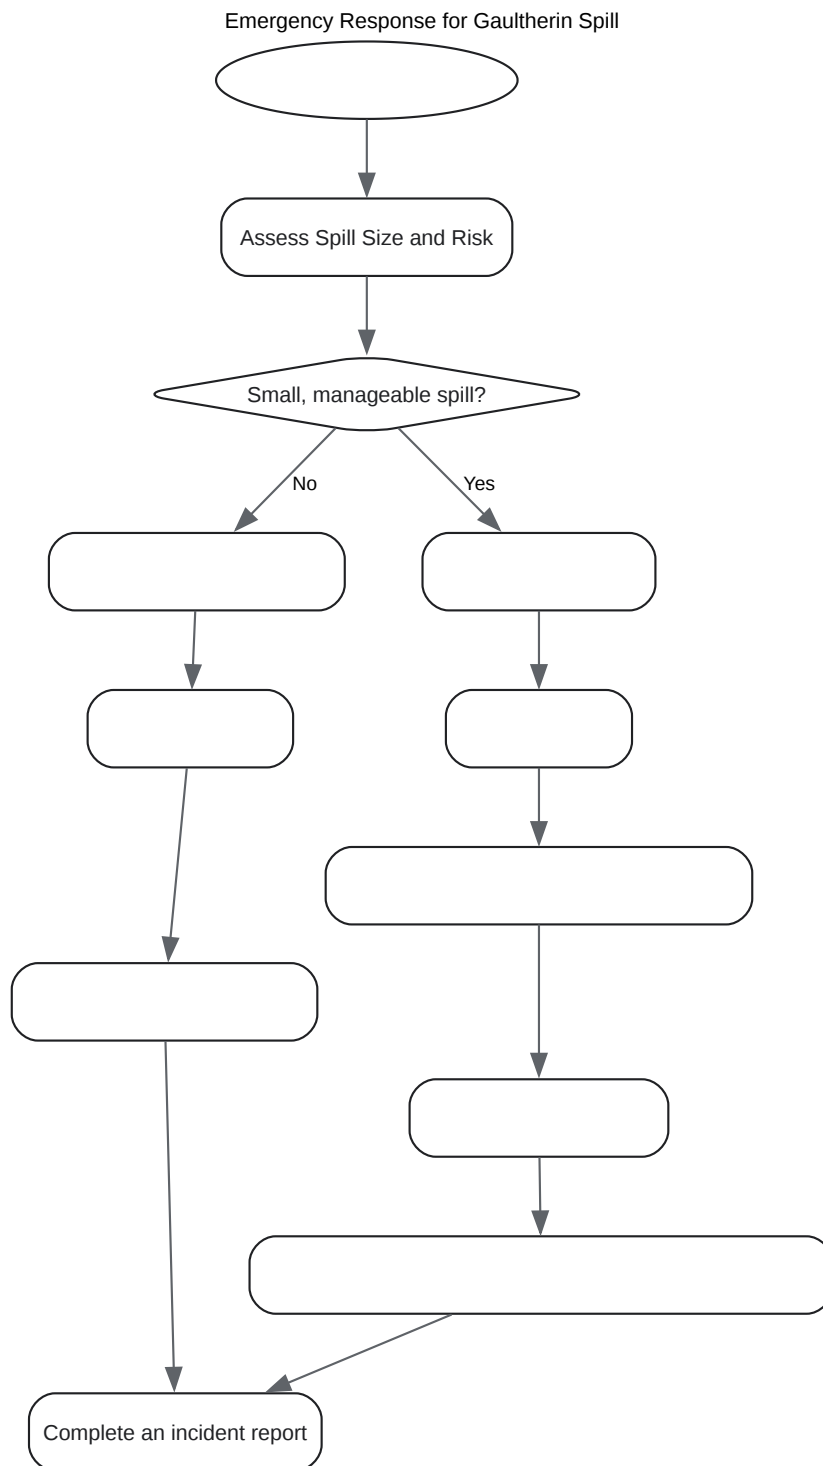 Emergency Response for Gaultherin Spill
Assess Spill Size and Risk
Small, manageable spill?
No
Yes
Complete an incident report